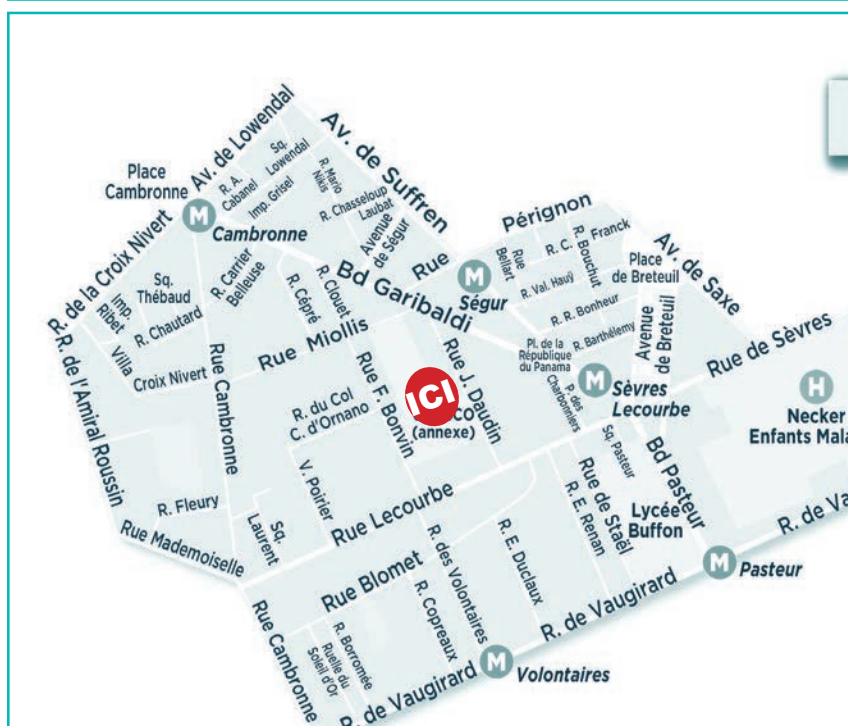 Av. de Lowendal
Av. de Suffren
Place
Cambronne
M
Cambronne
R. A.
Cabanel
Sq.
Lowendal
Imp. Grisel
R. Mario
Nikis
R. Chasseloup
Laubat
Avenue
de Ségur
R. de la Croix Nivert
Imp.
Ribet
Sq.
Thébaud
R. Chautard
Villa
Croix Nivert
R. Carrier
Belleuse
R. Cépré
R. Clouet
Bd Garibaldi
Rue
Pérignon
M
Ségur
Rue
Bellart
R. C. Franck
R. Bouchut
R. Val. Haüÿ
R. R. Bonheur
R. Barthélemy
Place
de Breteuil
Av. de Saxe
Avenue
de Breteuil
Pl. de la
République
du Panama
P. des
Charbonniers
M
Sèvres
Lecourbe
Rue de Sèvres
H
Necker
Enfants Mala
R. de l'Amiral Roussin
Rue Cambronne
Rue Miollis
Rue F. Bonvin
Rue J. Daudin
ICI
CO
(annexe)
R. du Col
C. d'Ornano
V. Poirier
R. Fleury
Sq.
Laurent
Rue Mademoiselle
Rue Lecourbe
Sq. Pasteur
Bd Pasteur
Rue de Staël
R. E. Renan
Lycée
Buffon
R. de Va
M
Pasteur
Rue Blomet
R. des Volontaires
R. E. Duclaux
R. Copreaux
R. de Vaugirard
Rue Cambronne
R. Borromée
Ruelle du
Soleil d'Or
R. de Vaugirard
M
Volontaires